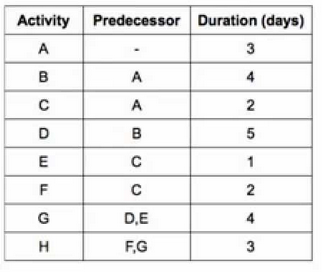 Activity Predecessor Duration (days)
A - 3
B A 4
C A 2
D B 5
E C 1
F C 2
G D,E 4
H F,G 3